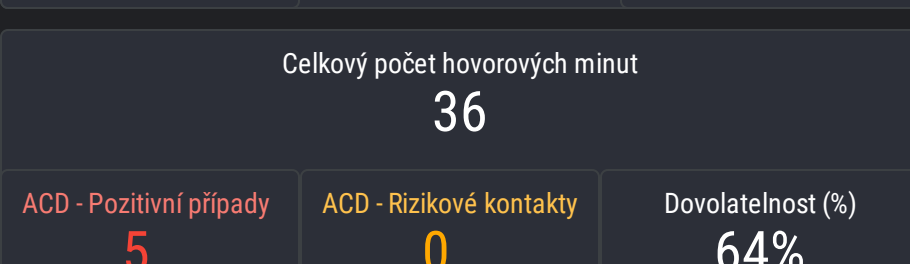 Celkový počet hovorových minut
36
ACD - Pozitivní případy
ACD - Rizikové kontakty
Dovolatelnost (%)
5
0
64%